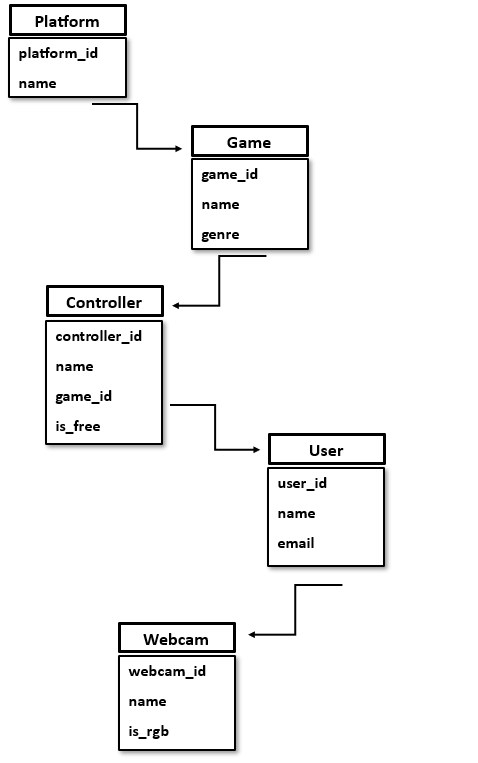 Platform
platform_id
name
Game
game_id
name
genre
Controller
controller_id
name
game_id
is_free
User
user_id
name
email
Webcam
webcam_id
name
is_rgb